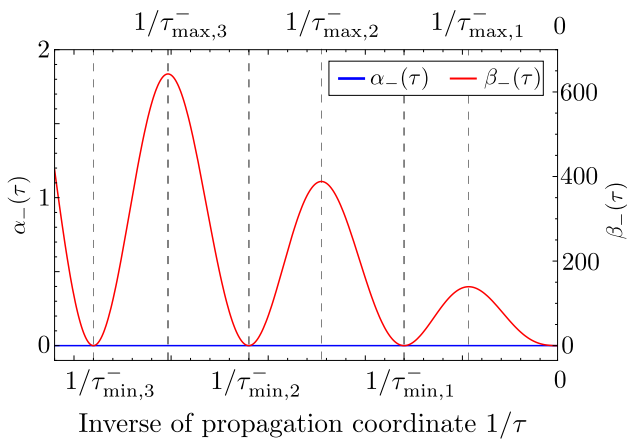 1/τ⁻max,3 1/τ⁻max,2 1/τ⁻max,1 0
2 600
α₋(τ) β₋(τ)
400
1
α₋(τ) β₋(τ)
200
0 0
1/τ⁻min,3 1/τ⁻min,2 1/τ⁻min,1 0
Inverse of propagation coordinate 1/τ